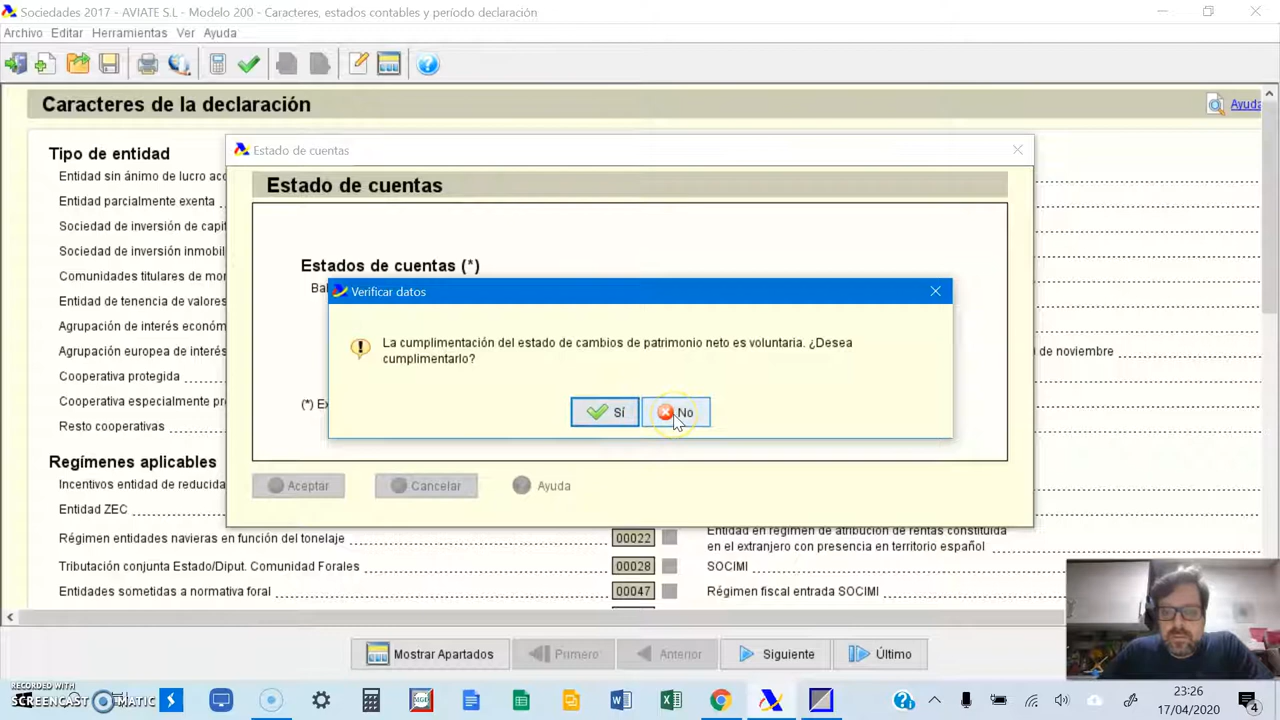 Sociedades 2017 - AVIATE S.L - Modelo 200 - Caracteres, estados contables y período declaración
Archivo Editar Herramientas Ver Ayuda
Caracteres de la declaración
Ayuda
Tipo de entidad
Entidad sin ánimo de lucro
Entidad parcialmente exenta
Sociedad de inversión de
Sociedad de inversión
Comunidades titulares de
Entidad de tenencia de valores
Agrupación de interés
Agrupación europea de interés
de noviembre
Cooperativa protegida
Cooperativa especialmente
Resto cooperativas
Regímenes aplicables
Incentivos entidad de
Entidad ZEC
Régimen entidades navieras en función del tonelaje
00022
Entidad en régimen de atribución de rentas constituida
en el extranjero con presencia en territorio español
Tributación conjunta Estado/Diput. Comunidad Forales
00028
SOCIMI
Entidades sometidas a normativa foral
00047
Régimen fiscal entrada SOCIMI
Estado de cuentas
Estado de cuentas
Estados de cuentas (*)
Verificar datos
La cumplimentación del estado de cambios de patrimonio neto es voluntaria. ¿Desea
cumplimentarlo?
Sí No
(*)
Aceptar Cancelar Ayuda
Mostrar Apartados Primero Anterior Siguiente Último
RECORDED WITH
SCREENCAST MATIC
23:26
17/04/2020
4